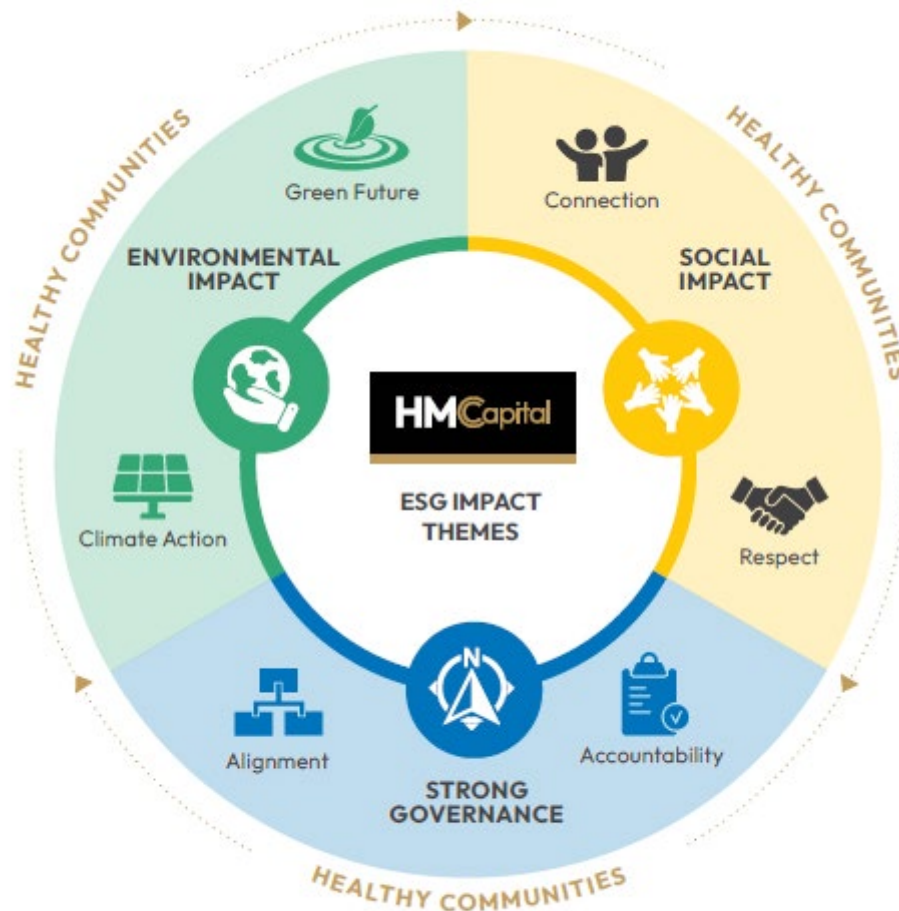 HEALTHY COMMUNITIES
HEALTHY COMMUNITIES
Green Future
Connection
ENVIRONMENTAL
IMPACT
SOCIAL
IMPACT
HMCapital
ESG IMPACT
THEMES
Climate Action
Respect
N
Alignment
Accountability
STRONG
GOVERNANCE
HEALTHY COMMUNITIES